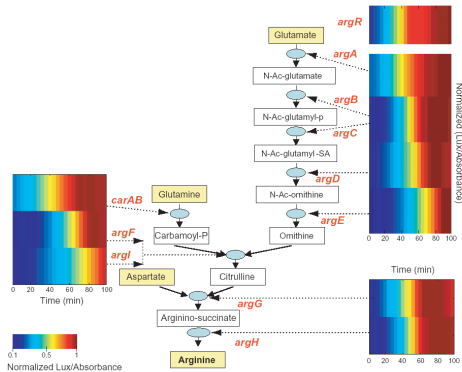 argR
Glutamate
argA
N-Ac-glutamate
argB
N-Ac-glutamyl-p
argC
N-Ac-glutamyl -SA
argD
N-Ac-ornithine
argE
Ornithine
Normalized (Lux/Absorbance)
0 20 40 60 80 100
carAB
Glutamine
argF
Carbamoyl-P
argI
0 20 40 60 80 100
Time (min)
Aspartate
Citrulline
Time (min)
argG
Arginino-succinate
argH
Arginine
0 20 40 60 80 100
0.1 0.5 1
Normalized Lux/Absorbance